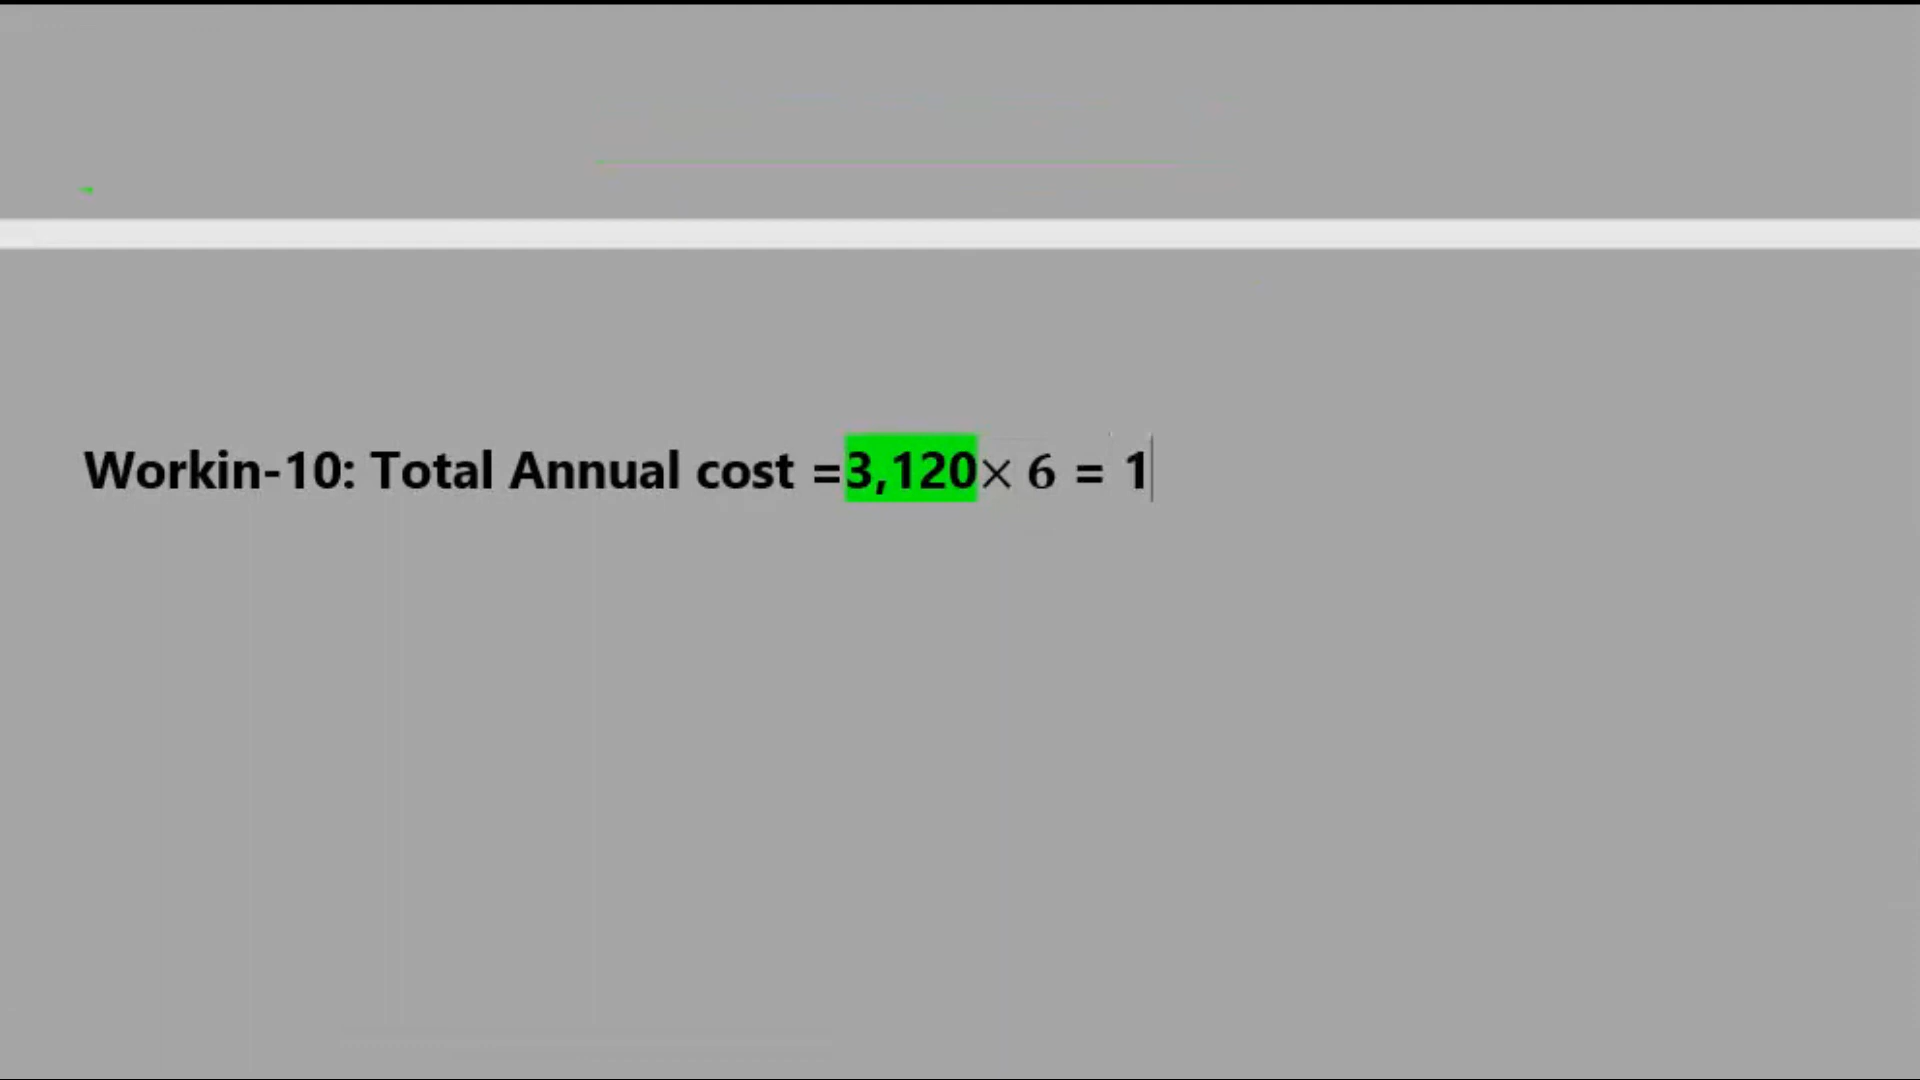 Workin-10: Total Annual cost =3,120× 6 = 1